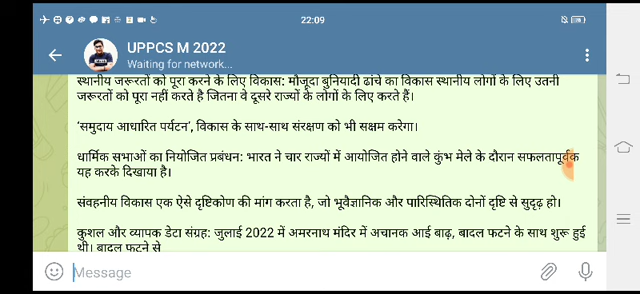 22:09
UPPCS M 2022
Waiting for network...
स्थानीय जरूरतों को पूरा करने के लिए विकास: मौजूदा बुनियादी ढांचे का विकास स्थानीय लोगों के लिए उतनी
जरूरतों को पूरा नहीं करते है जितना वे दूसरे राज्यों के लोगों के लिए करते हैं।
'समुदाय आधारित पर्यटन', विकास के साथ-साथ संरक्षण को भी सक्षम करेगा।
धार्मिक सभाओं का नियोजित प्रबंधन: भारत ने चार राज्यों में आयोजित होने वाले कुंभ मेले के दौरान सफलतापूर्वक
यह करके दिखाया है।
संवहनीय विकास एक ऐसे दृष्टिकोण की मांग करता है, जो भूवैज्ञानिक और पारिस्थितिक दोनों दृष्टि से सुदृढ़ हो।
कुशल और व्यापक डेटा संग्रह: जुलाई 2022 में अमरनाथ मंदिर में अचानक आई बाढ़, बादल फटने के साथ शुरू हुई
थी। बादल फटने से
Message